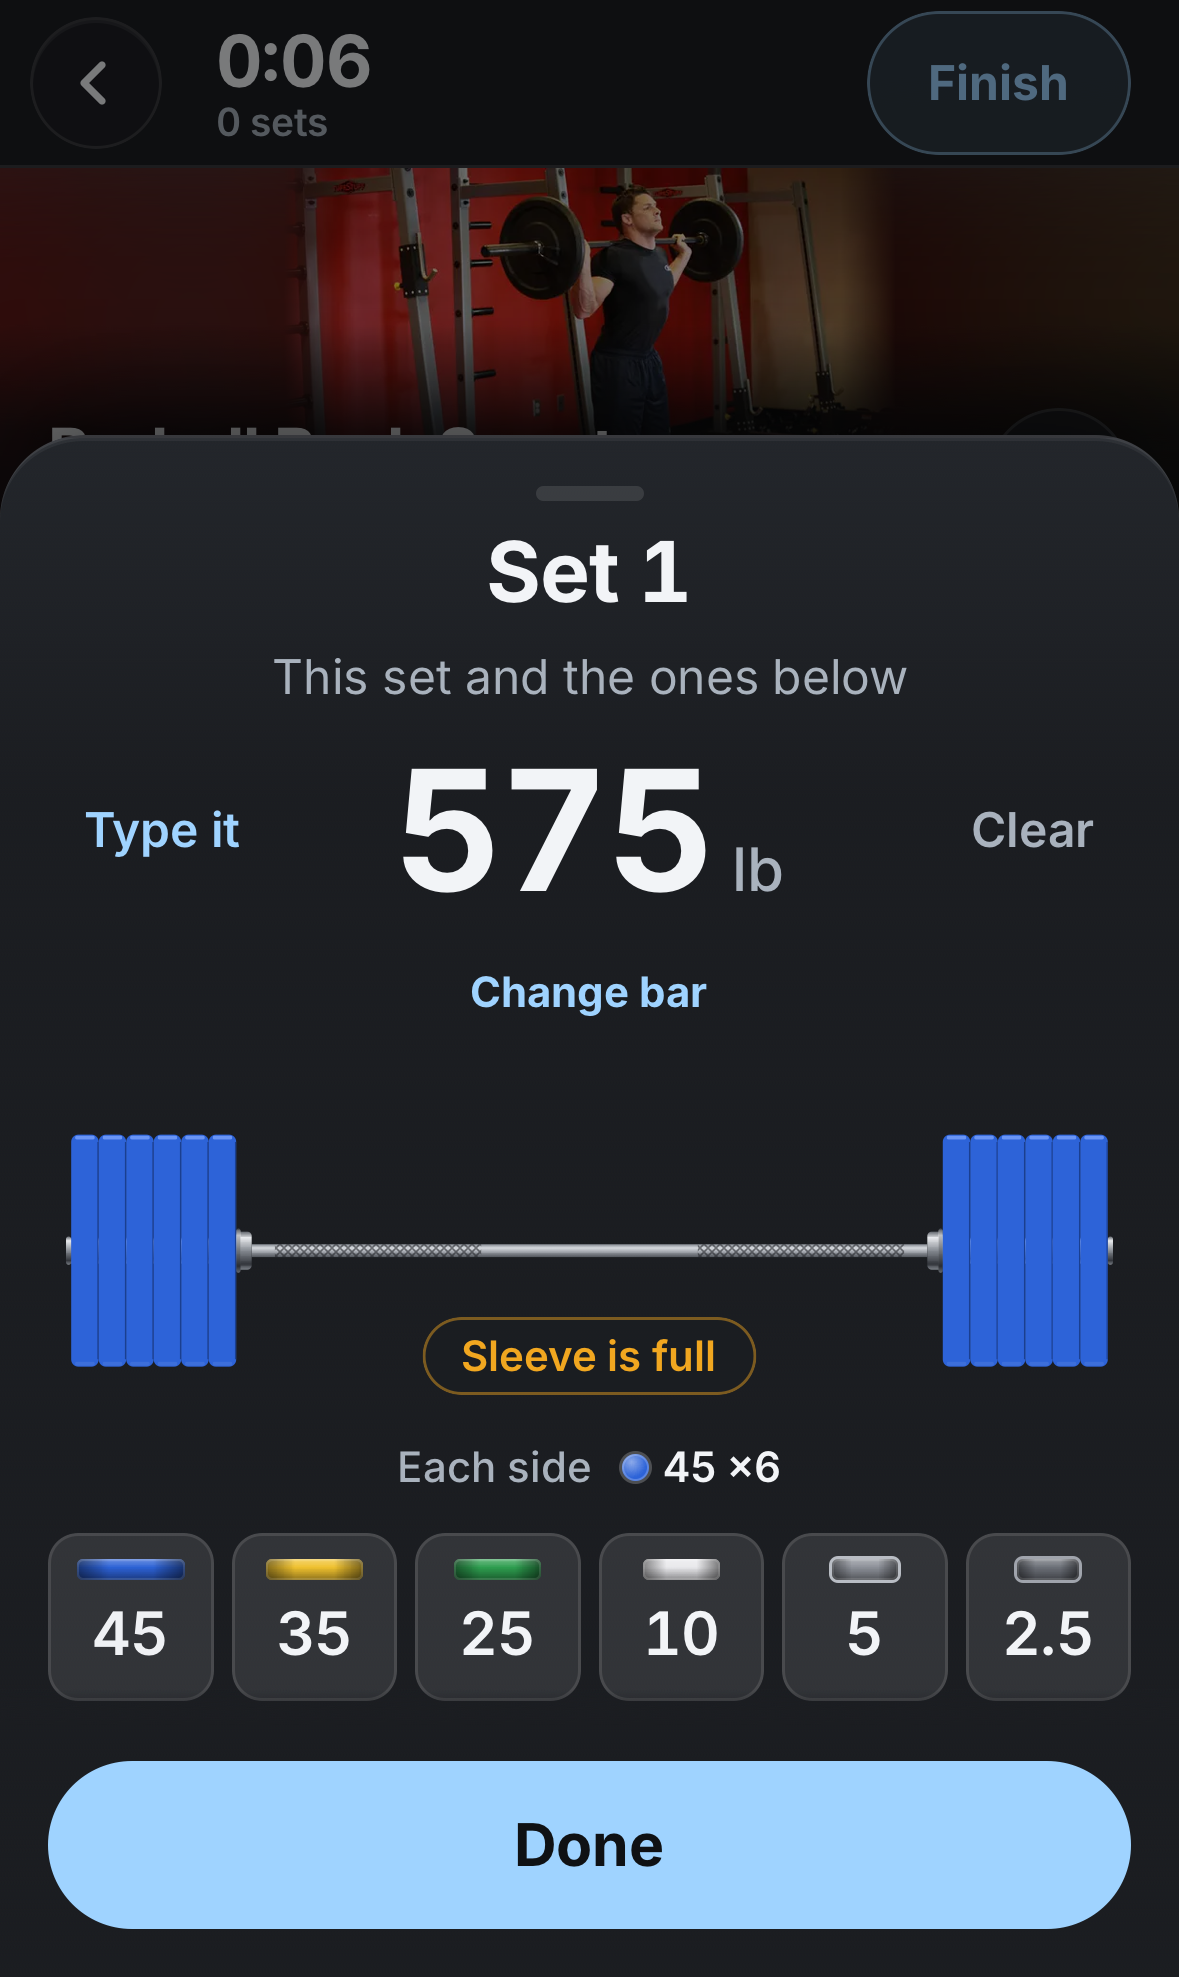 0:06
0 sets
Finish
Set 1
This set and the ones below
Type it
575 lb
Clear
Change bar
Sleeve is full
Each side 45 ×6
45
35
25
10
5
2.5
Done